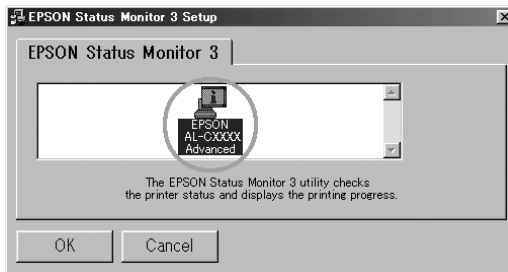 EPSON Status Monitor 3 Setup
EPSON Status Monitor 3
EPSON
AL-CXXXX
Advanced
The EPSON Status Monitor 3 utility checks
the printer status and displays the printing progress.
OK
Cancel